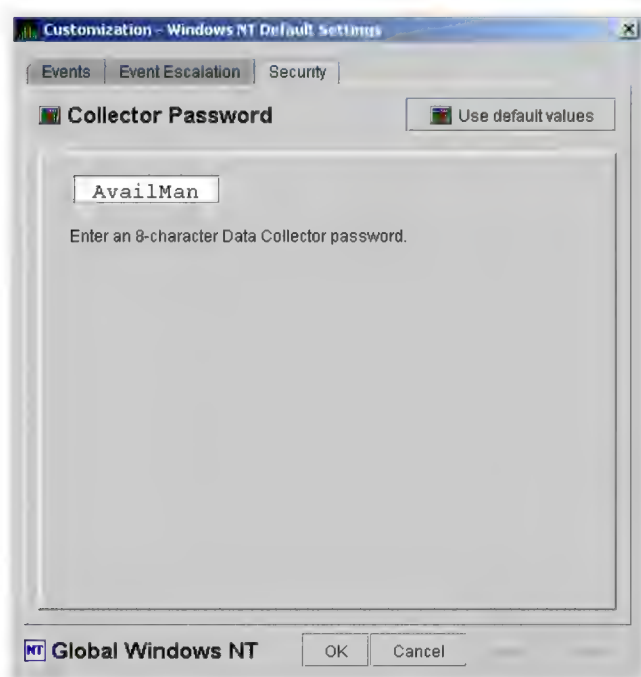 Customization - Windows NT Default Settings
Events Event Escalation Security
Collector Password Use default values
AvailMan
Enter an 8-character Data Collector password.
NT Global Windows NT OK Cancel